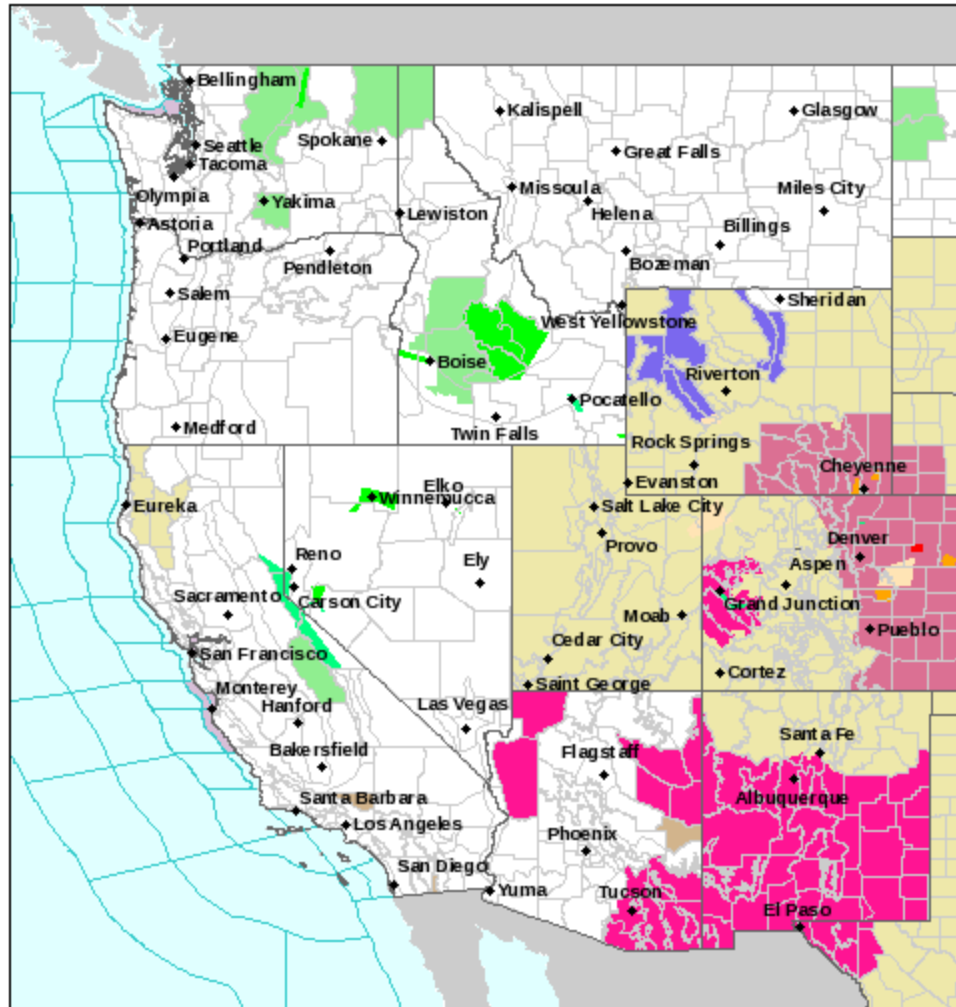 Bellingham
Kalispell
Glasgow
Seattle
Spokane
Great Falls
Tacoma
Olympia
Missoula
Miles City
Yakima
Helena
Astoria
Lewiston
Billings
Portland
Pendleton
Bozeman
Salem
Sheridan
West Yellowstone
Eugene
Boise
Riverton
Pocatello
Medford
Twin Falls
Rock Springs
Cheyenne
Evanston
Elko
Winnemucca
Eureka
Salt Lake City
Provo
Denver
Reno
Ely
Aspen
Sacramento
Carson City
Grand Junction
Moab
Pueblo
Cedar City
San Francisco
Cortez
Saint George
Monterey
Hanford
Las Vegas
Santa Fe
Flagstaff
Bakersfield
Albuquerque
Santa Barbara
Los Angeles
Phoenix
San Diego
Yuma
Tucson
El Paso